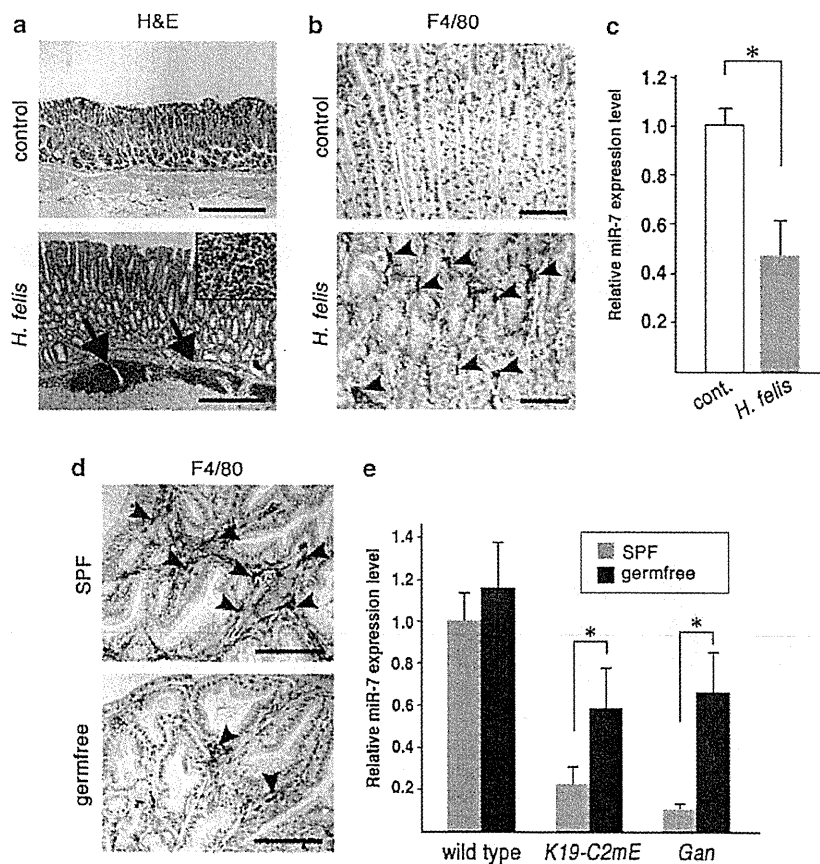 a
H&E
control
H. felis
b
F4/80
control
H. felis
c
*
Relative miR-7 expression level
1.2
1.0
0.8
0.6
0.4
0.2
cont.
H. felis
d
F4/80
SPF
germfree
e
Relative miR-7 expression level
1.4
1.2
1.0
0.8
0.6
0.4
0.2
SPF
germfree
*
*
wild type
K19-C2mE
Gan